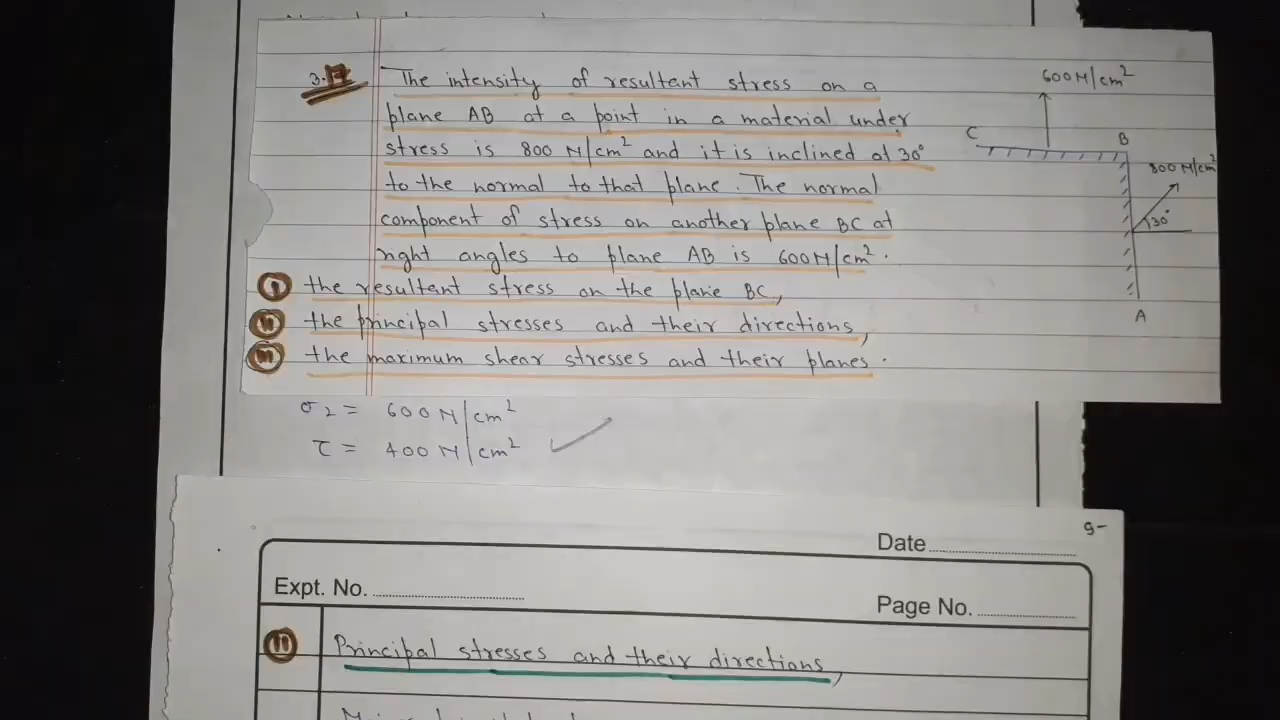 3.17 The intensity of resultant stress on a
plane AB at a point in a material under
stress is 800 N/cm² and it is inclined at 30°
to the normal to that plane. The normal
component of stress on another plane BC at
right angles to plane AB is 600 N/cm².
(I) the resultant stress on the plane BC,
(II) the principal stresses and their directions,
(III) the maximum shear stresses and their planes.
600 N/cm²
C
B
800 N/cm²
30°
A
σ2 = 600 N/cm²
τ = 400 N/cm²
9-
Date
Expt. No.
Page No.
(II) Principal stresses and their directions,